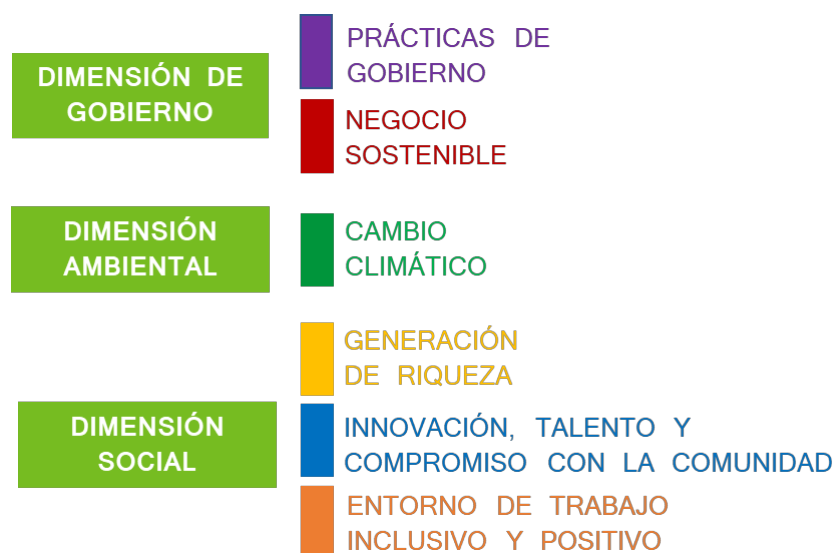 DIMENSIÓN DE
GOBIERNO
PRÁCTICAS DE
GOBIERNO
NEGOCIO
SOSTENIBLE
DIMENSIÓN
AMBIENTAL
CAMBIO
CLIMÁTICO
DIMENSIÓN
SOCIAL
GENERACIÓN
DE RIQUEZA
INNOVACIÓN, TALENTO Y
COMPROMISO CON LA COMUNIDAD
ENTORNO DE TRABAJO
INCLUSIVO Y POSITIVO